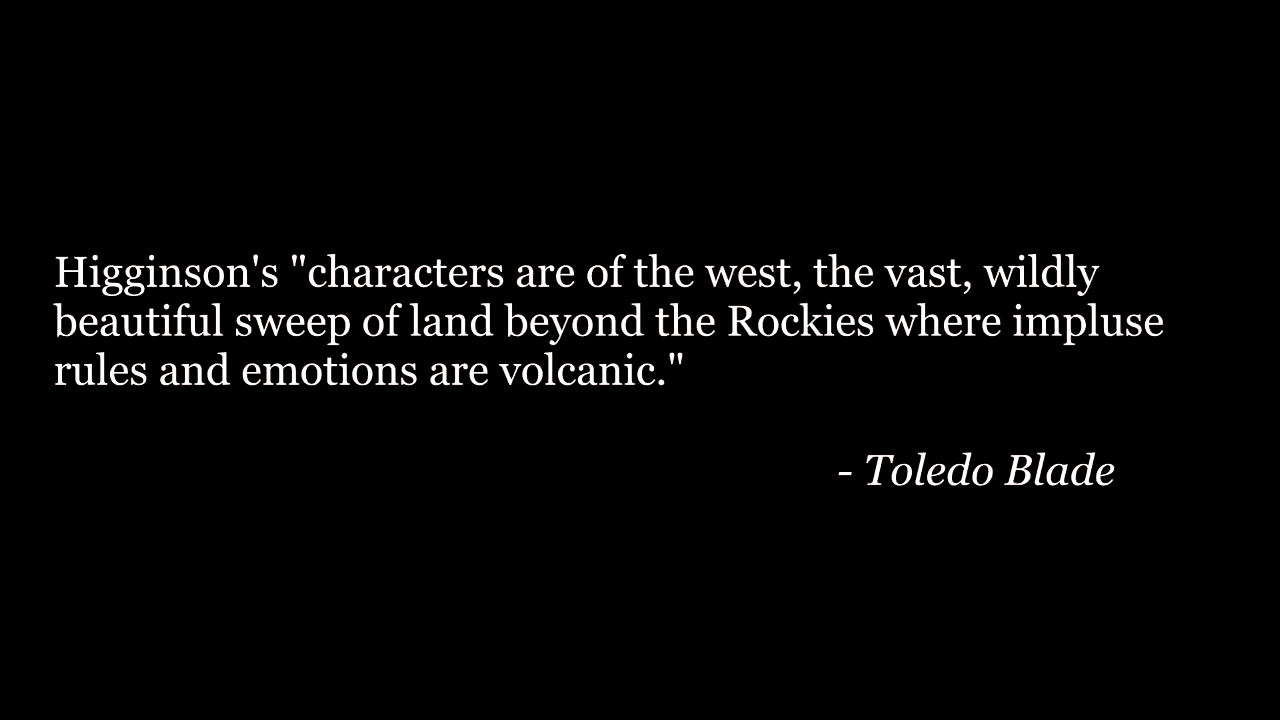 Higginson's "characters are of the west, the vast, wildly
beautiful sweep of land beyond the Rockies where impluse
rules and emotions are volcanic."
- Toledo Blade